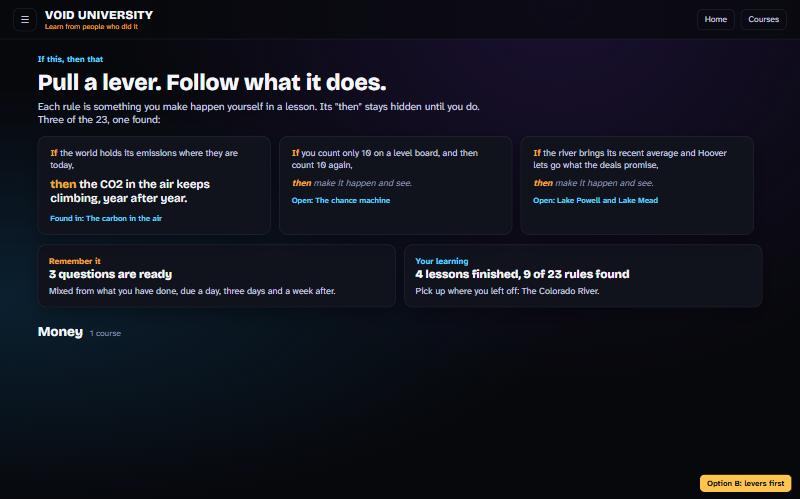 ☰
VOID UNIVERSITY
Learn from people who did it
Home
Courses
If this, then that
Pull a lever. Follow what it does.
Each rule is something you make happen yourself in a lesson. Its "then" stays hidden until you do.
Three of the 23, one found:
If the world holds its emissions where they are
today,
then the CO2 in the air keeps
climbing, year after year.
Found in: The carbon in the air
If you count only 10 on a level board, and then
count 10 again,
then make it happen and see.
Open: The chance machine
If the river brings its recent average and Hoover
lets go what the deals promise,
then make it happen and see.
Open: Lake Powell and Lake Mead
Remember it
3 questions are ready
Mixed from what you have done, due a day, three days and a week after.
Your learning
4 lessons finished, 9 of 23 rules found
Pick up where you left off: The Colorado River.
Money 1 course
Option B: levers first